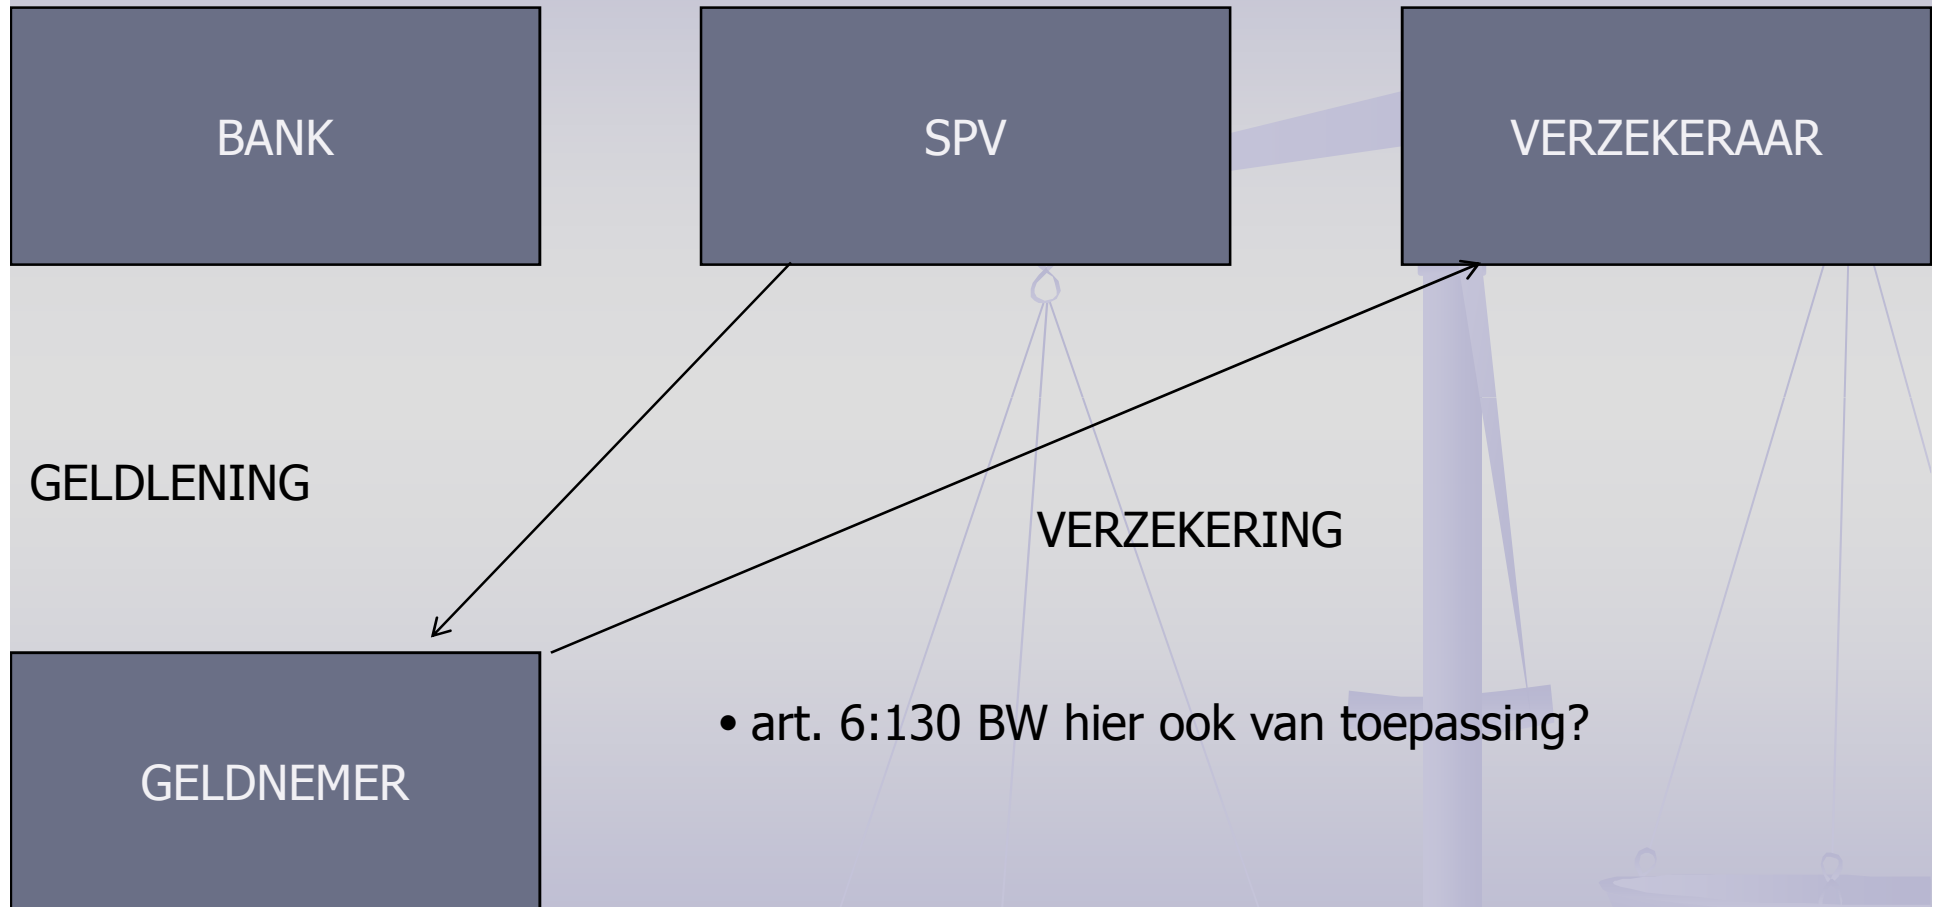 BANK
SPV
VERZEKERAAR
GELDLENING
VERZEKERING
• art. 6:130 BW hier ook van toepassing?
GELDNEMER